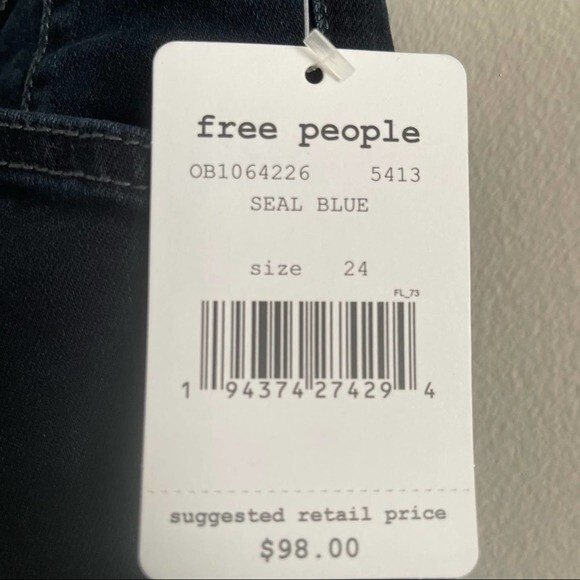 free people
OB1064226 5413
SEAL BLUE
size 24
FL_73
1 94374 27429 4
suggested retail price
$98.00